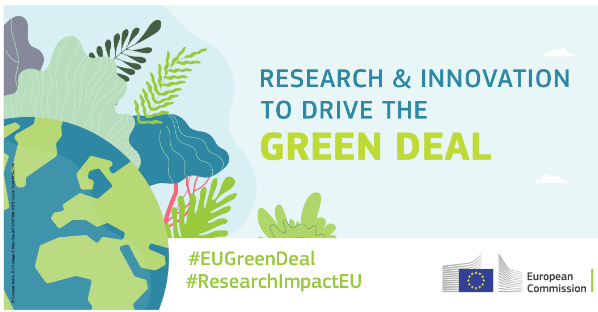 RESEARCH & INNOVATION
TO DRIVE THE
GREEN DEAL
#EUGreenDeal
#ResearchImpactEU
European
Commission